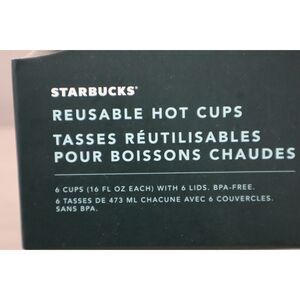 STARBUCKS®
REUSABLE HOT CUPS
TASSES RÉUTILISABLES
POUR BOISSONS CHAUDES
6 CUPS (16 FL OZ EACH) WITH 6 LIDS. BPA-FREE.
6 TASSES DE 473 ML CHACUNE AVEC 6 COUVERCLES.
SANS BPA.